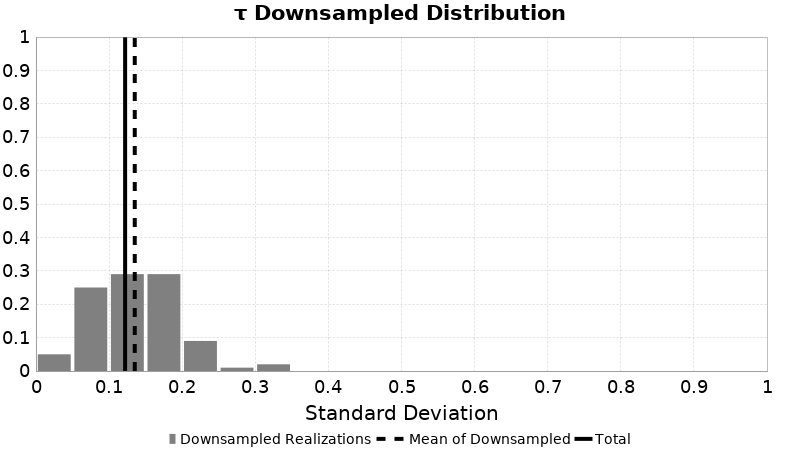 τ Downsampled Distribution
1
0.9
0.8
0.7
0.6
0.5
0.4
0.3
0.2
0.1
0
0 0.1 0.2 0.3 0.4 0.5 0.6 0.7 0.8 0.9 1
Standard Deviation
Downsampled Realizations Mean of Downsampled Total